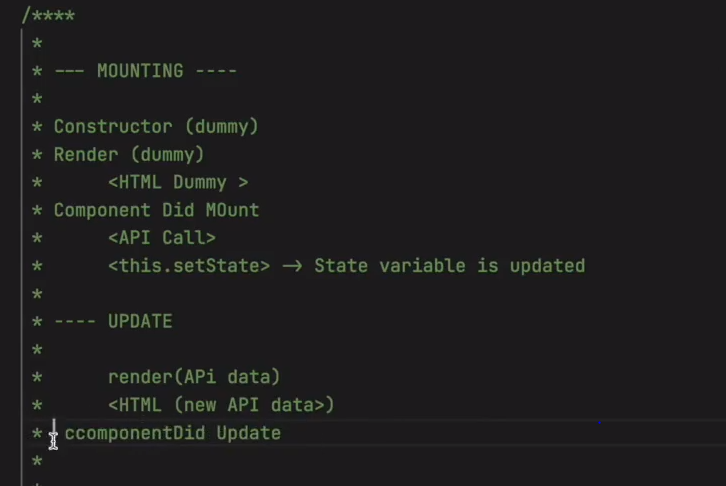 /****
*
* --- MOUNTING ----
*
* Constructor (dummy)
* Render (dummy)
* <HTML Dummy >
* Component Did MOunt
* <API Call>
* <this.setState> -> State variable is updated
*
* ---- UPDATE
*
* render(APi data)
* <HTML (new API data>)
* ccomponentDid Update
*